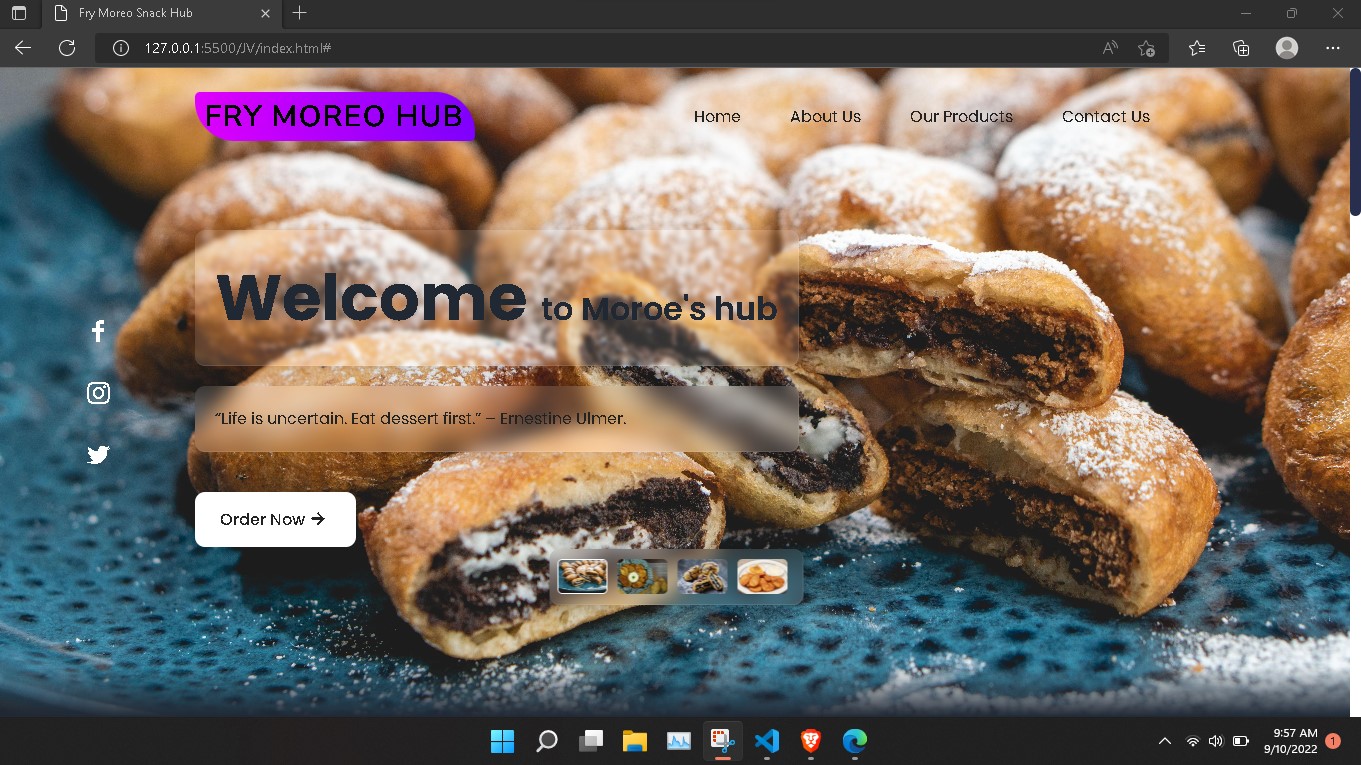 Fry Moreo Snack Hub
127.0.0.1:5500/JV/index.html#
FRY MOREO HUB
Home
About Us
Our Products
Contact Us
Welcome to Moroe's hub
“Life is uncertain. Eat dessert first.” – Ernestine Ulmer.
Order Now →
9:57 AM
9/10/2022
1